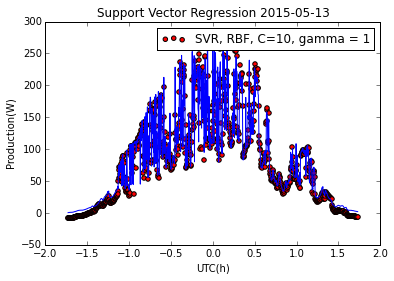 Support Vector Regression 2015-05-13
SVR, RBF, C=10, gamma = 1
300
250
200
150
100
50
0
−50
Production(W)
−2.0 −1.5 −1.0 −0.5 0.0 0.5 1.0 1.5 2.0
UTC(h)